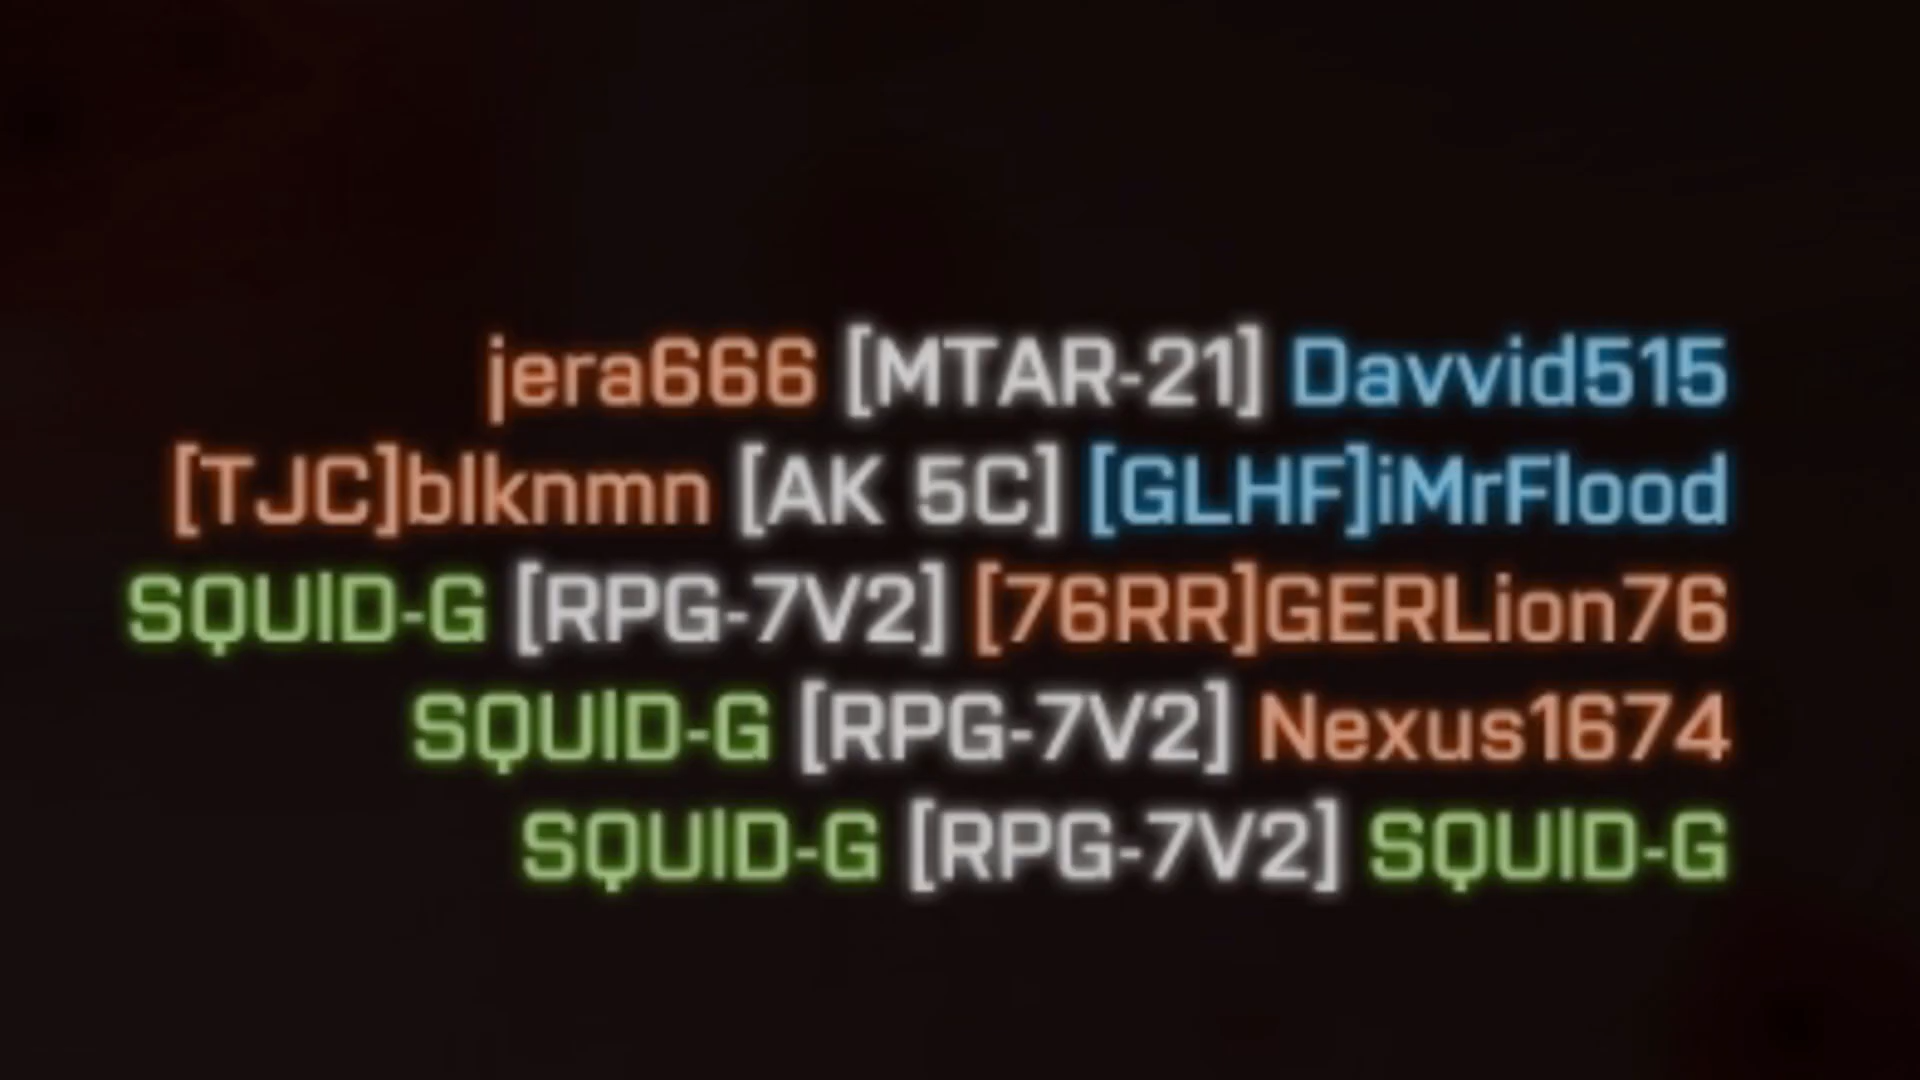 jera666 [MTAR-21] Davvid515
[TJC]blknmn [AK 5C] [GLHF]iMrFlood
SQUID-G [RPG-7V2] [76RR]GERLion76
SQUID-G [RPG-7V2] Nexus1674
SQUID-G [RPG-7V2] SQUID-G